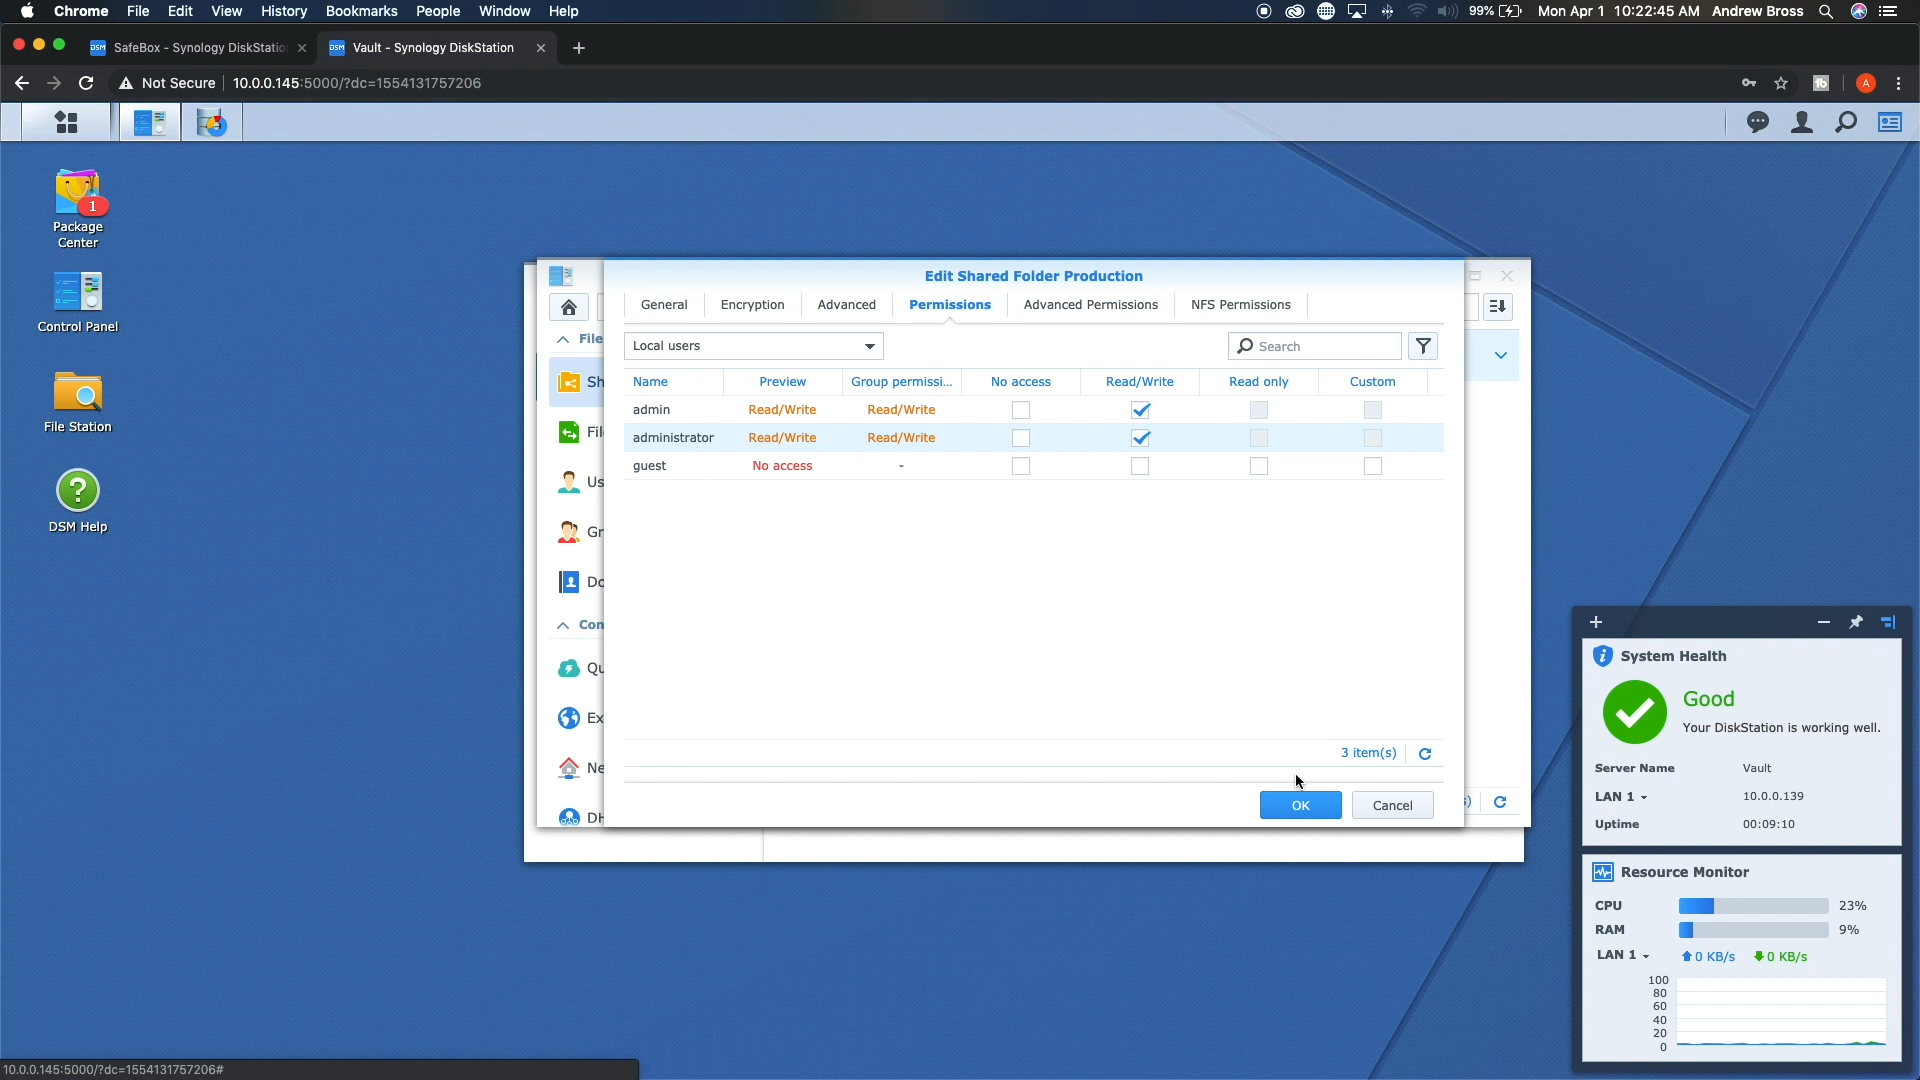 Chrome File Edit View History Bookmarks People Window Help 99% Mon Apr 1 10:22:45 AM Andrew Bross
DSM SafeBox - Synology DiskStation DSM Vault - Synology DiskStation
Not Secure 10.0.0.145:5000/?dc=1554131757206 A
1
Package
Center
Control Panel
File Station
DSM Help
Edit Shared Folder Production
General Encryption Advanced Permissions Advanced Permissions NFS Permissions
File
Local users Search
Sh
Name Preview Group permissi... No access Read/Write Read only Custom
admin Read/Write Read/Write
administrator Read/Write Read/Write
guest No access -
Fil
Us
Gr
Do
Con
Qu
Ex
Ne
DH
3 item(s)
OK Cancel
System Health
Good
Your DiskStation is working well.
Server Name Vault
LAN 1 10.0.0.139
Uptime 00:09:10
Resource Monitor
CPU 23%
RAM 9%
LAN 1 0 KB/s 0 KB/s
100
80
60
40
20
0
10.0.0.145:5000/?dc=1554131757206#